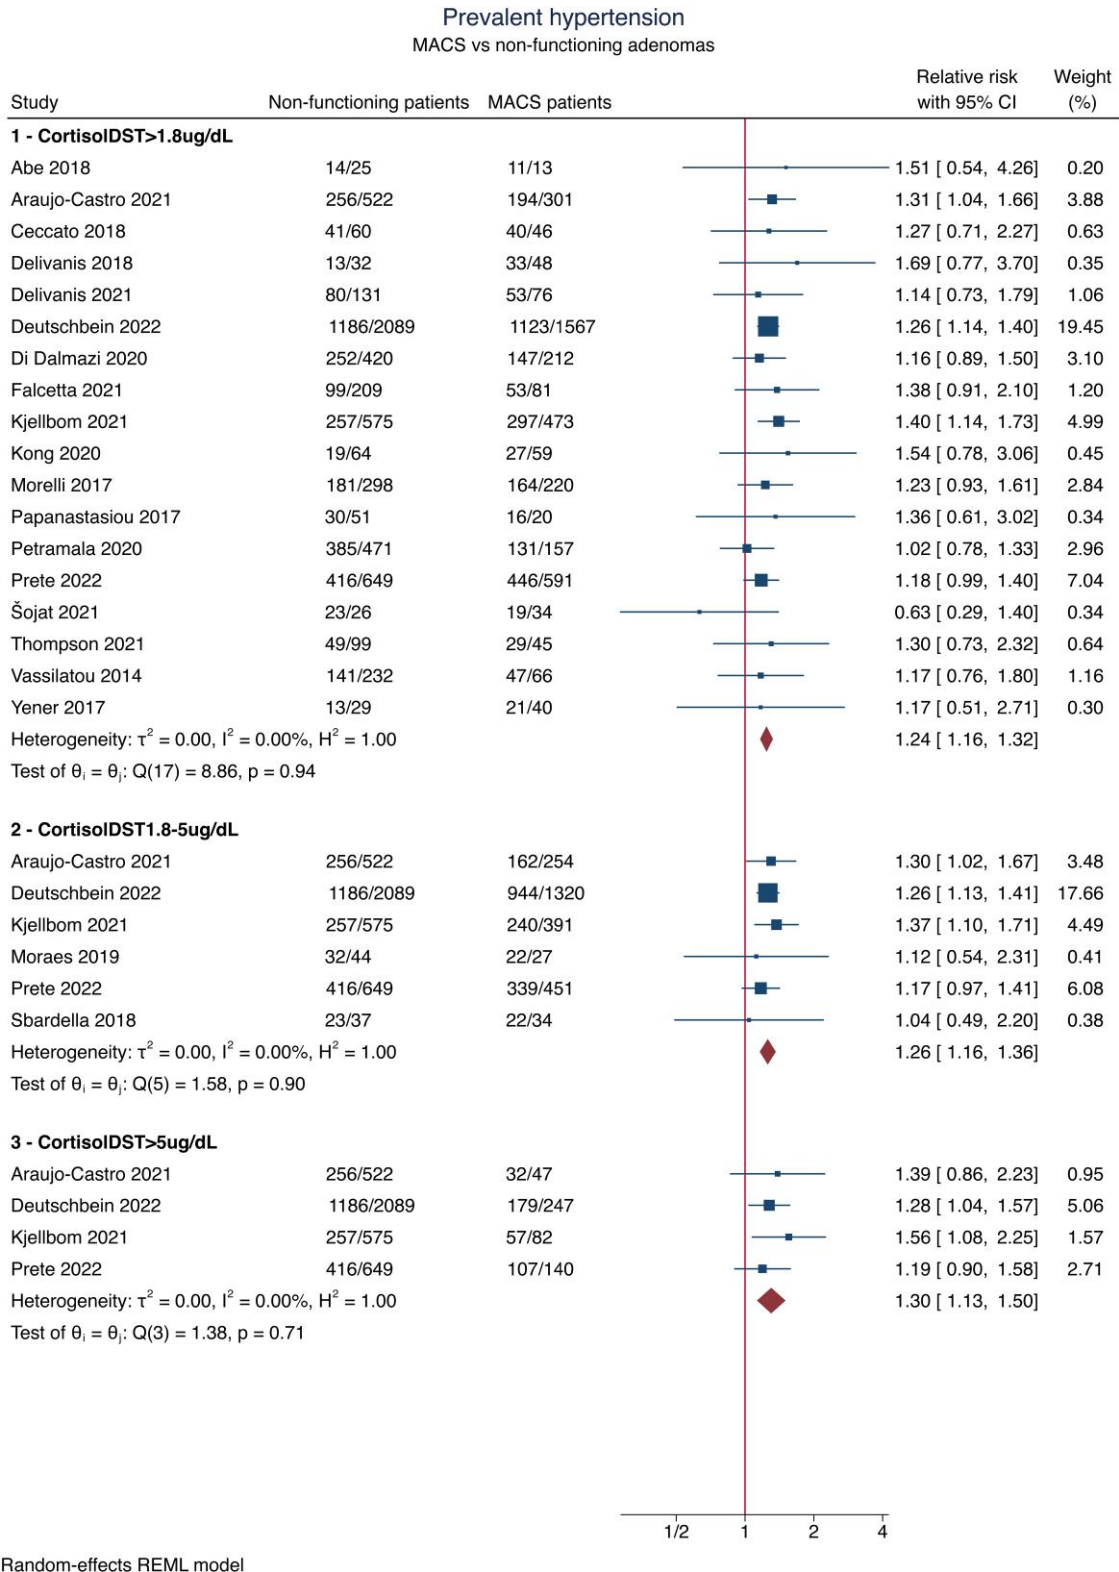 Prevalent hypertension
MACS vs non-functioning adenomas
Relative risk Weight
Study Non-functioning patients MACS patients with 95% CI (%)
1 - CortisolDST>1.8ug/dL
Abe 2018 14/25 11/13 1.51 [ 0.54, 4.26] 0.20
Araujo-Castro 2021 256/522 194/301 1.31 [ 1.04, 1.66] 3.88
Ceccato 2018 41/60 40/46 1.27 [ 0.71, 2.27] 0.63
Delivanis 2018 13/32 33/48 1.69 [ 0.77, 3.70] 0.35
Delivanis 2021 80/131 53/76 1.14 [ 0.73, 1.79] 1.06
Deutschbein 2022 1186/2089 1123/1567 1.26 [ 1.14, 1.40] 19.45
Di Dalmazi 2020 252/420 147/212 1.16 [ 0.89, 1.50] 3.10
Falcetta 2021 99/209 53/81 1.38 [ 0.91, 2.10] 1.20
Kjellbom 2021 257/575 297/473 1.40 [ 1.14, 1.73] 4.99
Kong 2020 19/64 27/59 1.54 [ 0.78, 3.06] 0.45
Morelli 2017 181/298 164/220 1.23 [ 0.93, 1.61] 2.84
Papanastasiou 2017 30/51 16/20 1.36 [ 0.61, 3.02] 0.34
Petramala 2020 385/471 131/157 1.02 [ 0.78, 1.33] 2.96
Prete 2022 416/649 446/591 1.18 [ 0.99, 1.40] 7.04
Šojat 2021 23/26 19/34 0.63 [ 0.29, 1.40] 0.34
Thompson 2021 49/99 29/45 1.30 [ 0.73, 2.32] 0.64
Vassilatou 2014 141/232 47/66 1.17 [ 0.76, 1.80] 1.16
Yener 2017 13/29 21/40 1.17 [ 0.51, 2.71] 0.30
Heterogeneity: τ² = 0.00, I² = 0.00%, H² = 1.00 1.24 [ 1.16, 1.32]
Test of θᵢ = θⱼ: Q(17) = 8.86, p = 0.94
2 - CortisolDST1.8-5ug/dL
Araujo-Castro 2021 256/522 162/254 1.30 [ 1.02, 1.67] 3.48
Deutschbein 2022 1186/2089 944/1320 1.26 [ 1.13, 1.41] 17.66
Kjellbom 2021 257/575 240/391 1.37 [ 1.10, 1.71] 4.49
Moraes 2019 32/44 22/27 1.12 [ 0.54, 2.31] 0.41
Prete 2022 416/649 339/451 1.17 [ 0.97, 1.41] 6.08
Sbardella 2018 23/37 22/34 1.04 [ 0.49, 2.20] 0.38
Heterogeneity: τ² = 0.00, I² = 0.00%, H² = 1.00 1.26 [ 1.16, 1.36]
Test of θᵢ = θⱼ: Q(5) = 1.58, p = 0.90
3 - CortisolDST>5ug/dL
Araujo-Castro 2021 256/522 32/47 1.39 [ 0.86, 2.23] 0.95
Deutschbein 2022 1186/2089 179/247 1.28 [ 1.04, 1.57] 5.06
Kjellbom 2021 257/575 57/82 1.56 [ 1.08, 2.25] 1.57
Prete 2022 416/649 107/140 1.19 [ 0.90, 1.58] 2.71
Heterogeneity: τ² = 0.00, I² = 0.00%, H² = 1.00 1.30 [ 1.13, 1.50]
Test of θᵢ = θⱼ: Q(3) = 1.38, p = 0.71
1/2 1 2 4
Random-effects REML model